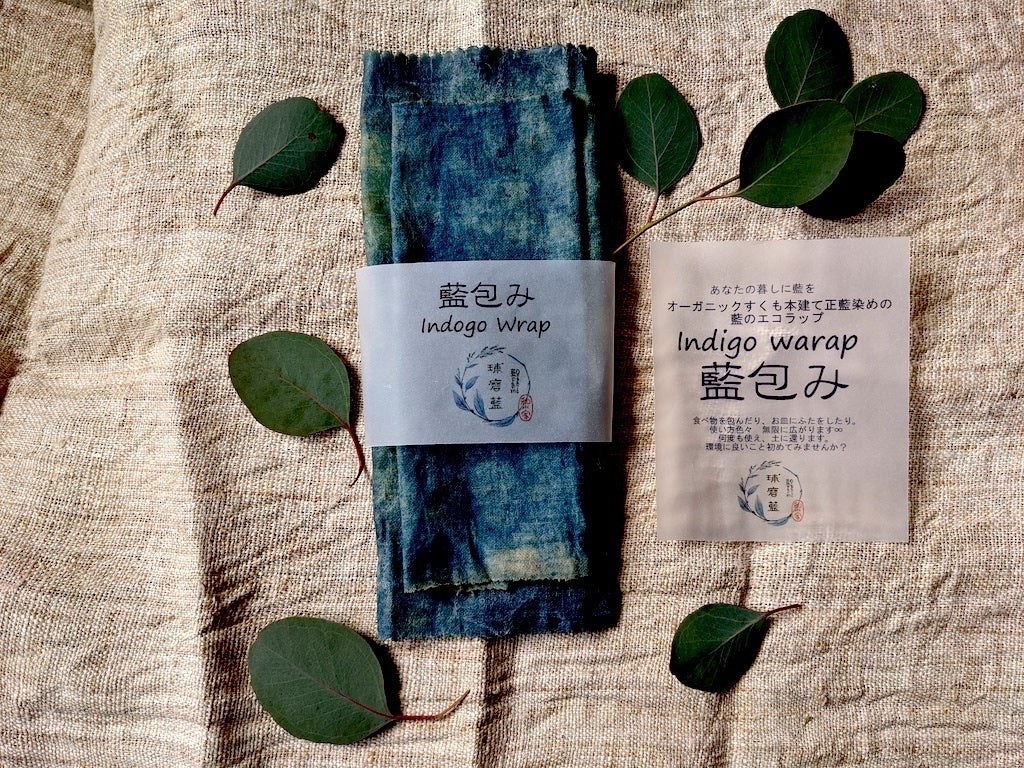 藍包み
Indogo Wrap
球磨藍
あなたの暮しに藍を
オーガニックすくも本建て正藍染めの
藍のエコラップ
Indigo warap
藍包み
食べ物を包んだり、お皿にふたをしたり。
使い方色々 無限に広がります∞
何度も使え、土に還ります。
環境に良いこと初めてみませんか？
球磨藍